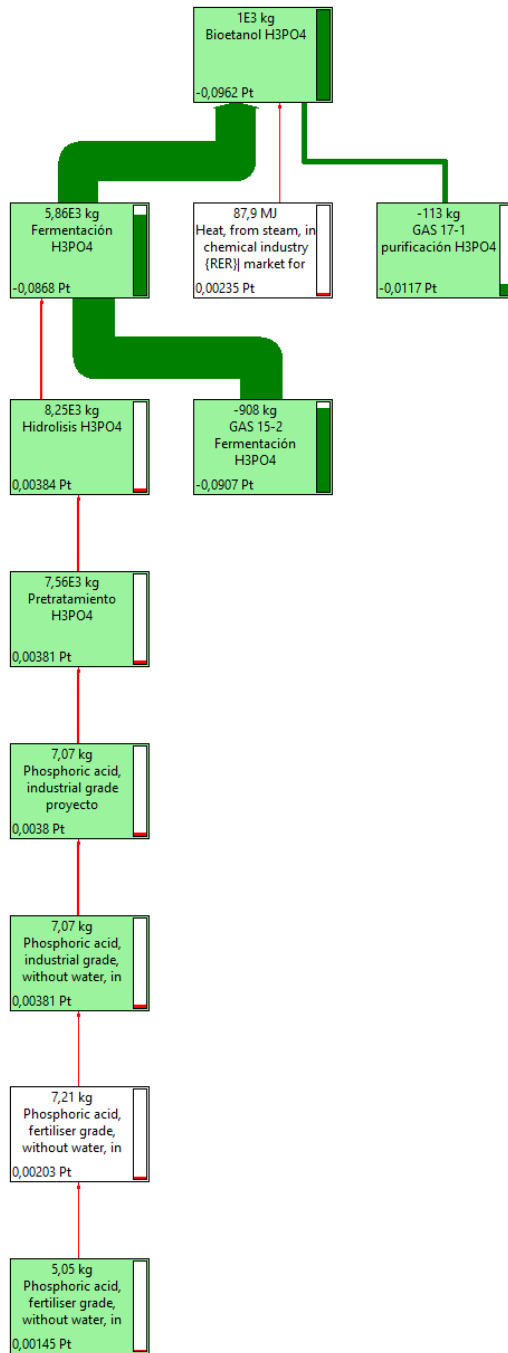 1E3 kg
Bioetanol H3PO4
-0,0962 Pt
5,86E3 kg
Fermentación
H3PO4
-0,0868 Pt
87,9 MJ
Heat, from steam, in
chemical industry
{RER}| market for
0,00235 Pt
-113 kg
GAS 17-1
purificación H3PO4
-0,0117 Pt
8,25E3 kg
Hidrolisis H3PO4
0,00384 Pt
-908 kg
GAS 15-2
Fermentación
H3PO4
-0,0907 Pt
7,56E3 kg
Pretratamiento
H3PO4
0,00381 Pt
7,07 kg
Phosphoric acid,
industrial grade
proyecto
0,0038 Pt
7,07 kg
Phosphoric acid,
industrial grade,
without water, in
0,00381 Pt
7,21 kg
Phosphoric acid,
fertiliser grade,
without water, in
0,00203 Pt
5,05 kg
Phosphoric acid,
fertiliser grade,
without water, in
0,00145 Pt